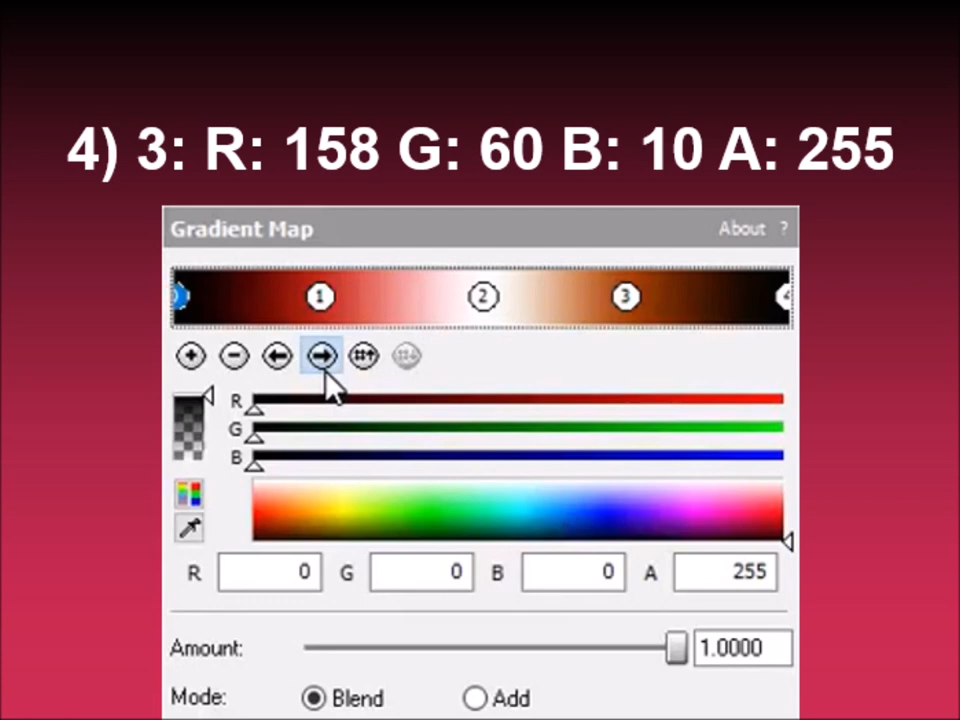 4) 3: R: 158 G: 60 B: 10 A: 255
Gradient Map About ?
1 2 3 4
R
G
B
R 0 G 0 B 0 A 255
Amount: 1.0000
Mode: Blend Add